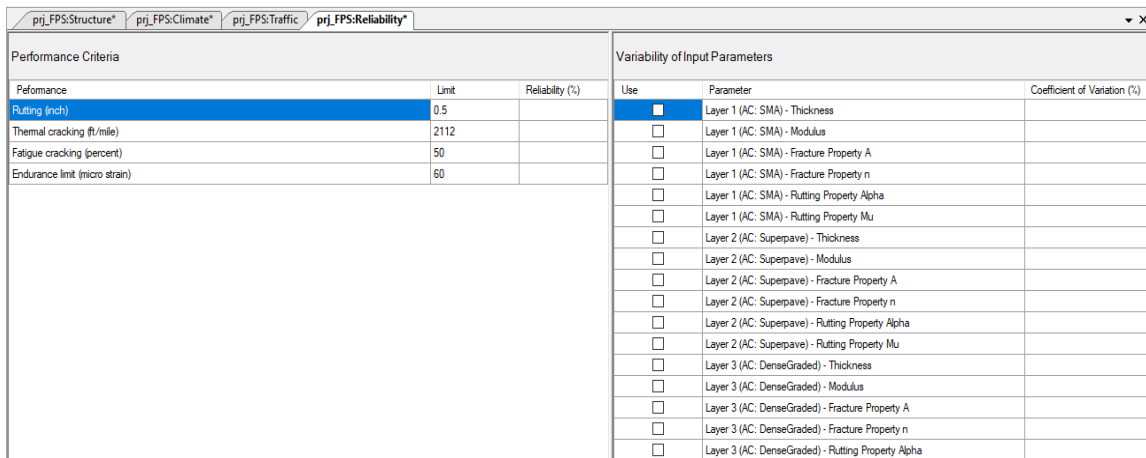 prj_FPS:Structure* prj_FPS:Climate* prj_FPS:Traffic prj_FPS:Reliability*
Performance Criteria
Peformance Limit Reliability (%)
Rutting (inch) 0.5
Thermal cracking (ft/mile) 2112
Fatigue cracking (percent) 50
Endurance limit (micro strain) 60
Variability of Input Parameters
Use Parameter Coefficient of Variation (%)
Layer 1 (AC: SMA) - Thickness
Layer 1 (AC: SMA) - Modulus
Layer 1 (AC: SMA) - Fracture Property A
Layer 1 (AC: SMA) - Fracture Property n
Layer 1 (AC: SMA) - Rutting Property Alpha
Layer 1 (AC: SMA) - Rutting Property Mu
Layer 2 (AC: Superpave) - Thickness
Layer 2 (AC: Superpave) - Modulus
Layer 2 (AC: Superpave) - Fracture Property A
Layer 2 (AC: Superpave) - Fracture Property n
Layer 2 (AC: Superpave) - Rutting Property Alpha
Layer 2 (AC: Superpave) - Rutting Property Mu
Layer 3 (AC: DenseGraded) - Thickness
Layer 3 (AC: DenseGraded) - Modulus
Layer 3 (AC: DenseGraded) - Fracture Property A
Layer 3 (AC: DenseGraded) - Fracture Property n
Layer 3 (AC: DenseGraded) - Rutting Property Alpha